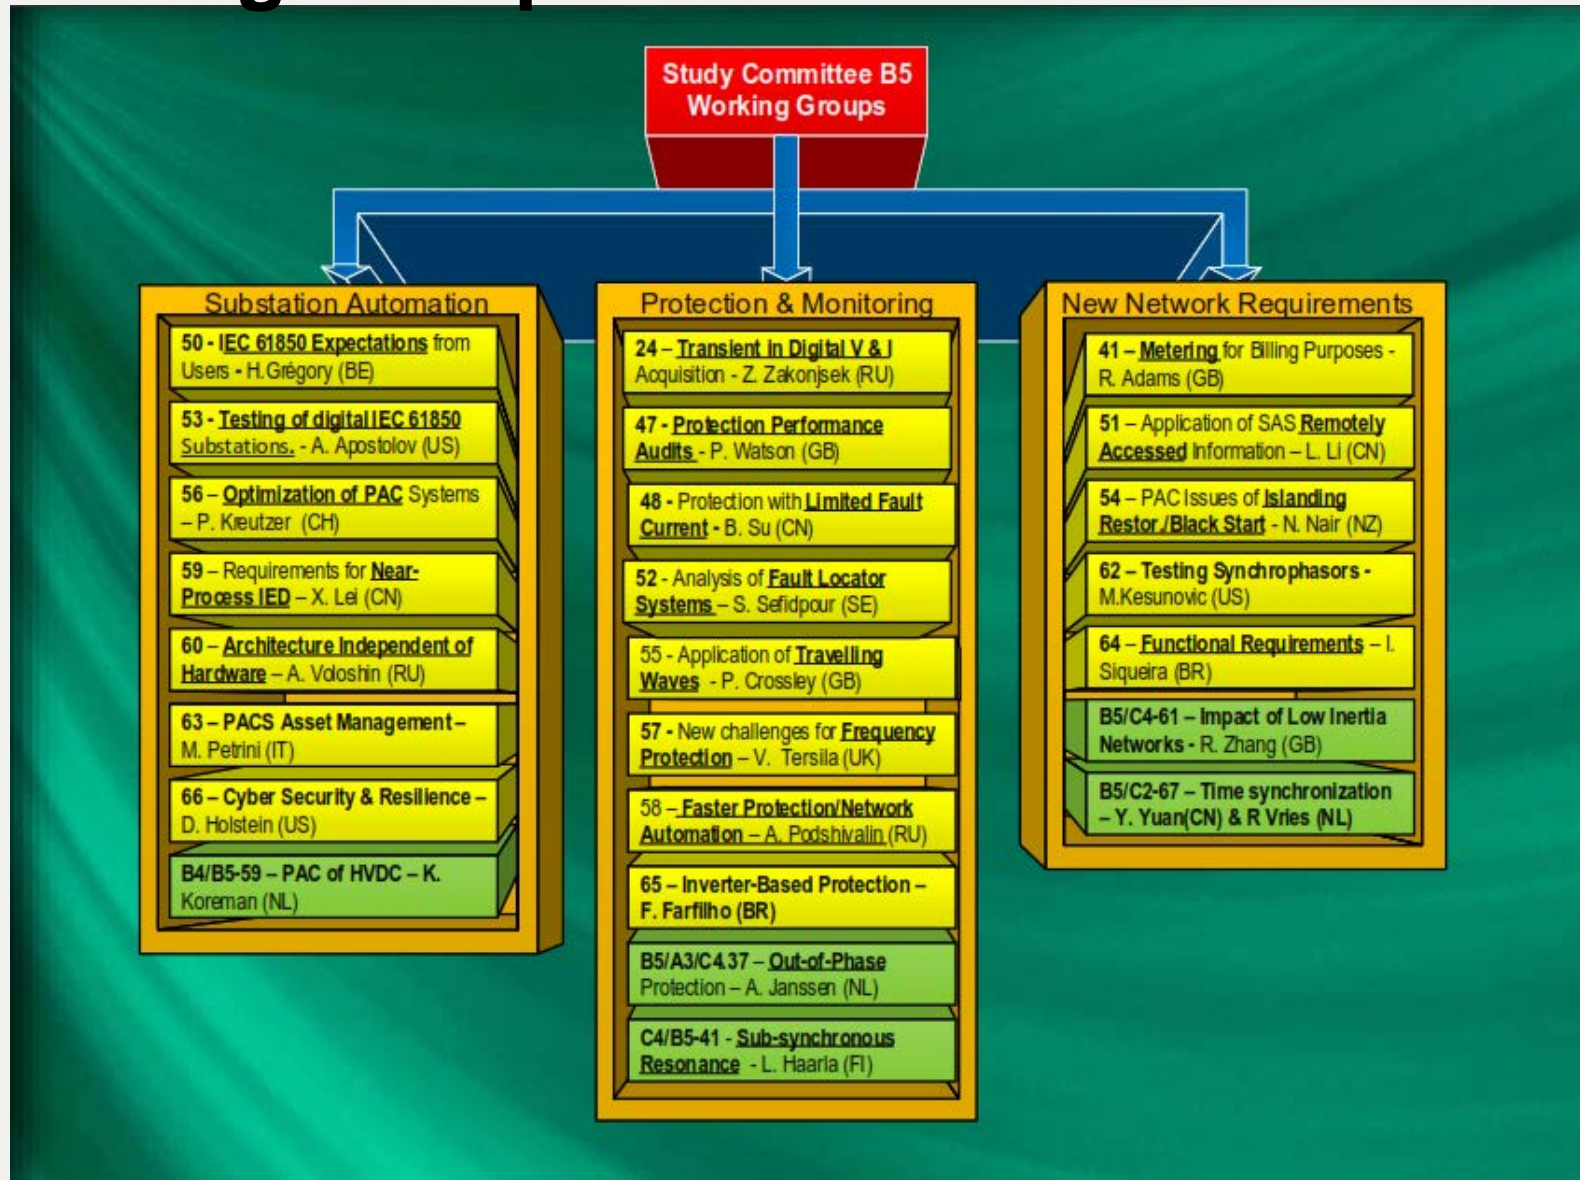 Study Committee B5
Working Groups
Substation Automation
50 - IEC 61850 Expectations from
Users - H.Grégory (BE)
53 - Testing of digital IEC 61850
Substations. - A. Apostolov (US)
56 – Optimization of PAC Systems
– P. Kreutzer (CH)
59 – Requirements for Near-
Process IED – X. Lei (CN)
60 – Architecture Independent of
Hardware – A. Voloshin (RU)
63 – PACS Asset Management –
M. Petrini (IT)
66 – Cyber Security & Resilience –
D. Holstein (US)
B4/B5-59 – PAC of HVDC – K.
Koreman (NL)
Protection & Monitoring
24 – Transient in Digital V & I
Acquisition - Z. Zakonjsek (RU)
47 - Protection Performance
Audits - P. Watson (GB)
48 - Protection with Limited Fault
Current - B. Su (CN)
52 - Analysis of Fault Locator
Systems – S. Sefidpour (SE)
55 - Application of Travelling
Waves - P. Crossley (GB)
57 - New challenges for Frequency
Protection – V. Tersila (UK)
58 – Faster Protection/Network
Automation – A. Podshivalin (RU)
65 – Inverter-Based Protection –
F. Farfilho (BR)
B5/A3/C4.37 – Out-of-Phase
Protection – A. Janssen (NL)
C4/B5-41 - Sub-synchronous
Resonance - L. Haarla (FI)
New Network Requirements
41 – Metering for Billing Purposes -
R. Adams (GB)
51 – Application of SAS Remotely
Accessed Information – L. Li (CN)
54 – PAC Issues of Islanding
Restor./Black Start - N. Nair (NZ)
62 – Testing Synchrophasors -
M.Kesunovic (US)
64 – Functional Requirements – I.
Siqueira (BR)
B5/C4-61 – Impact of Low Inertia
Networks - R. Zhang (GB)
B5/C2-67 – Time synchronization
– Y. Yuan(CN) & R Vries (NL)